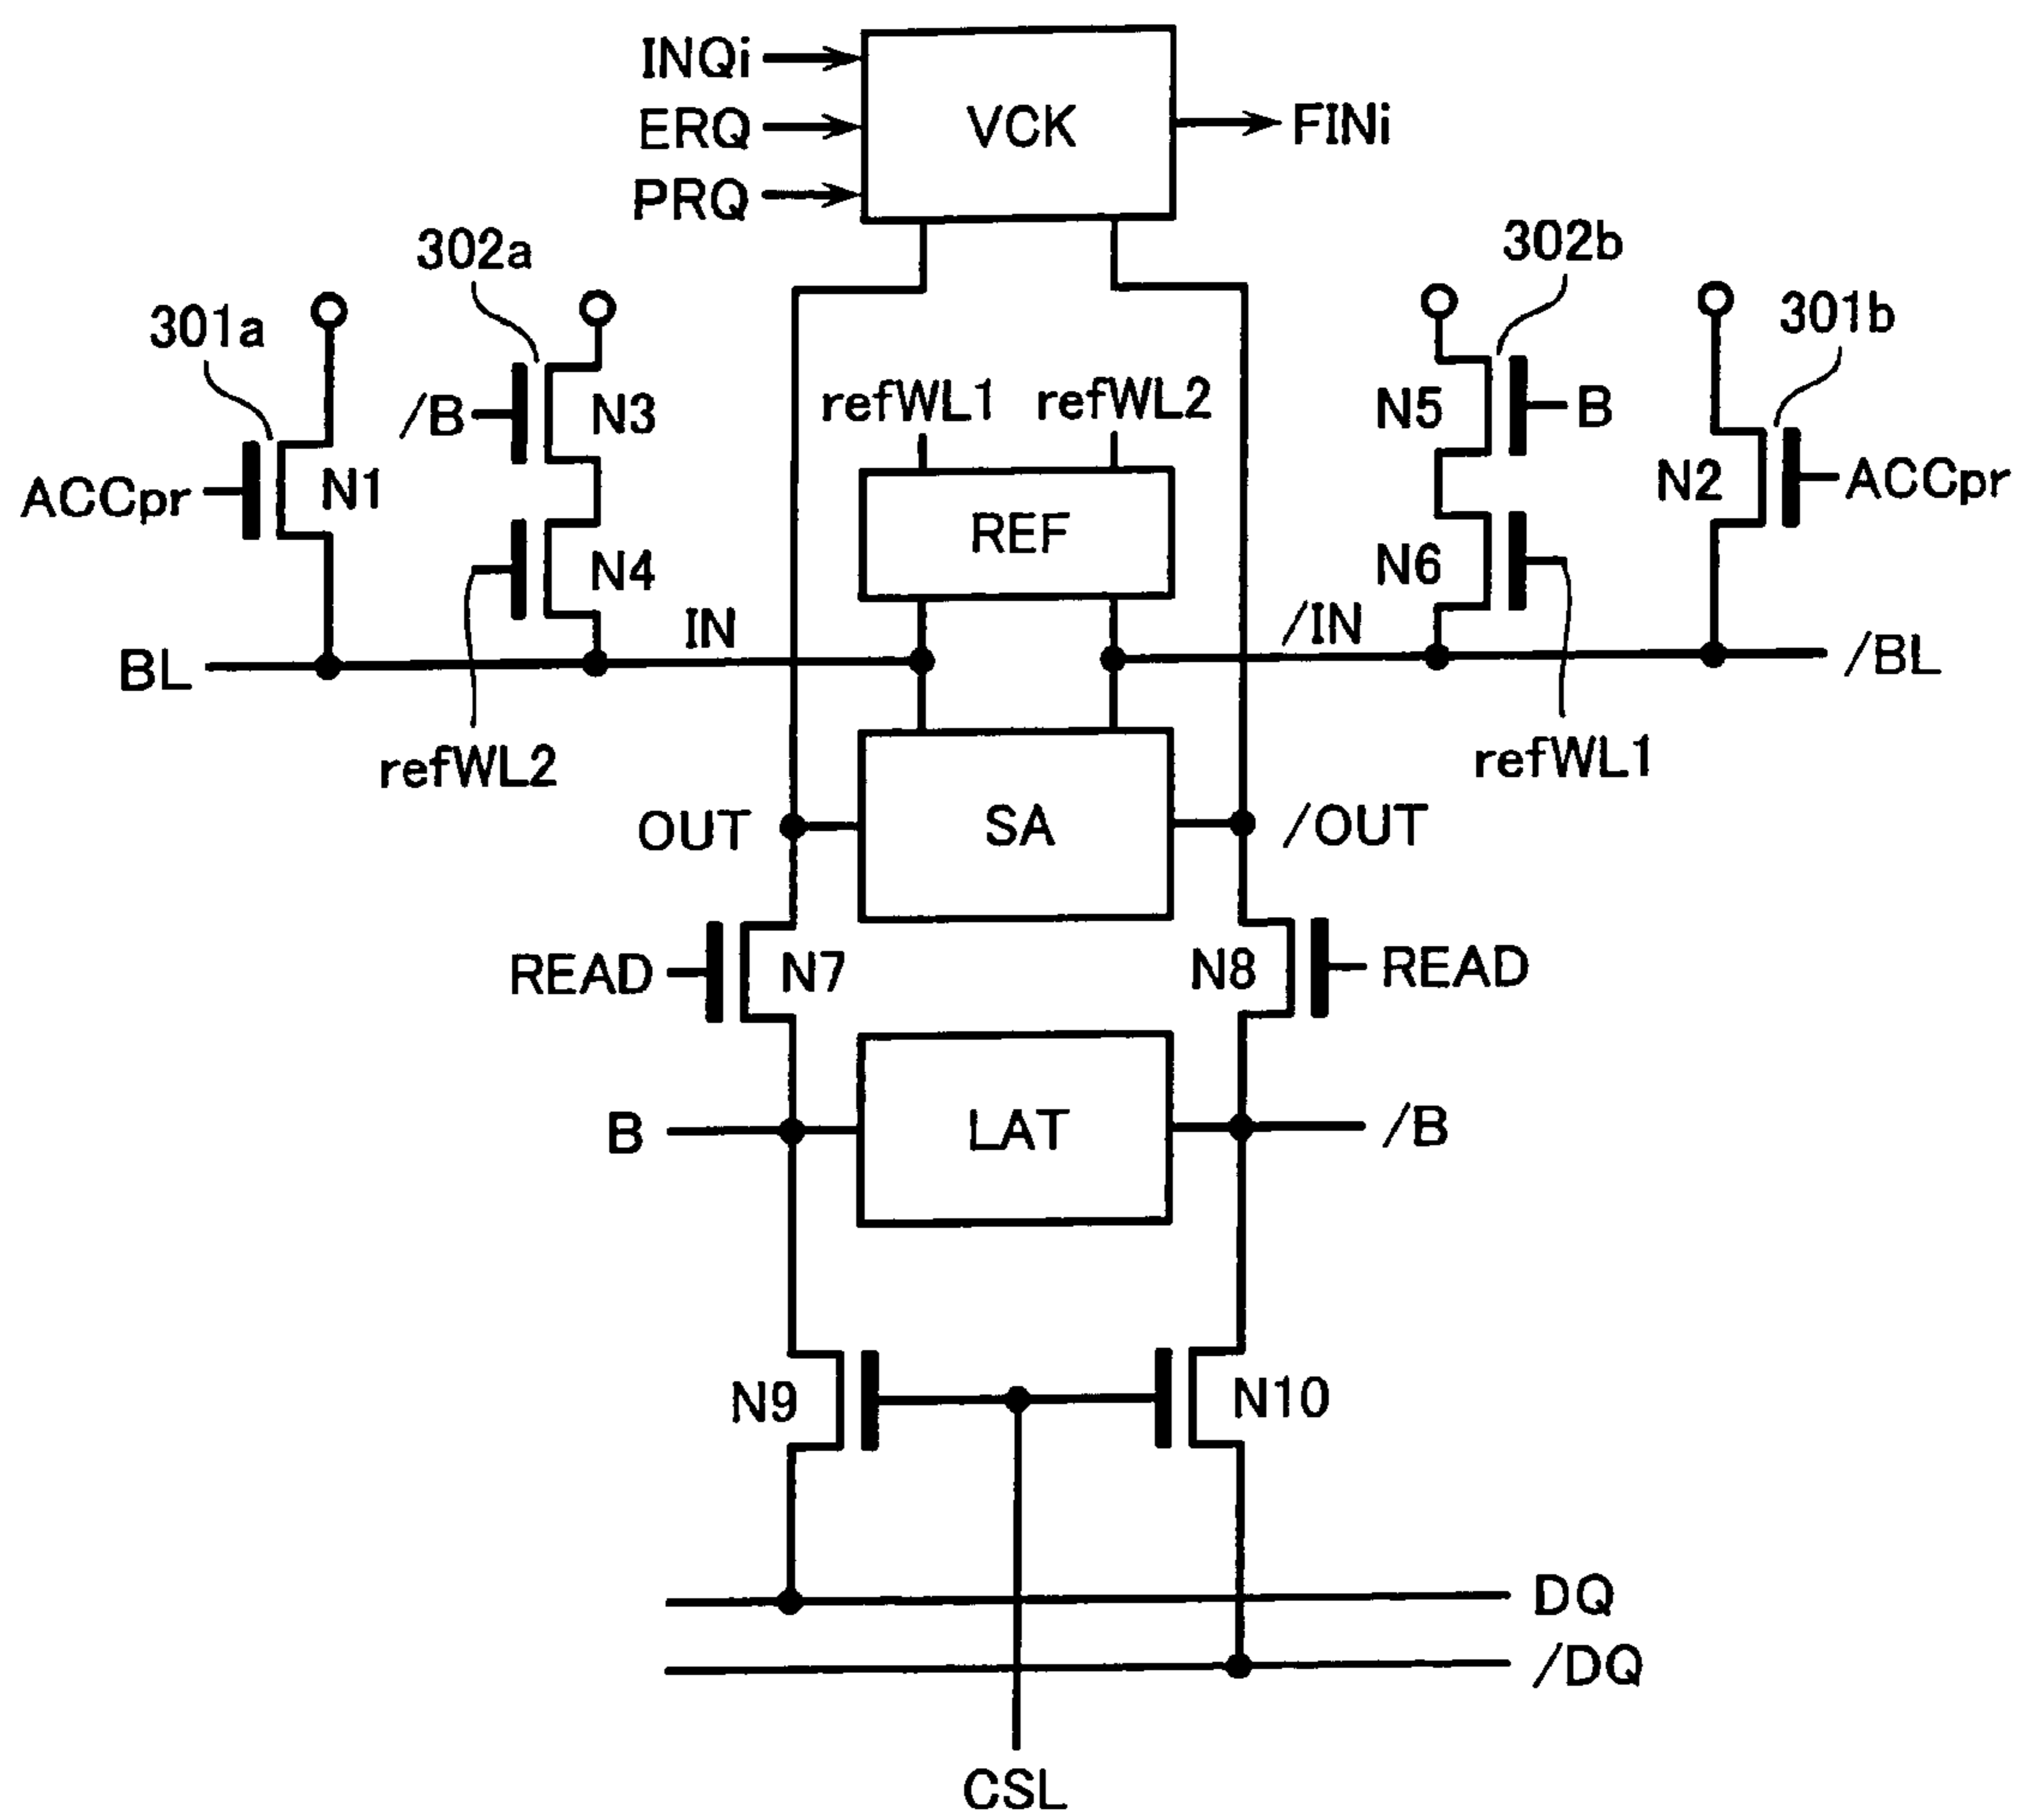 INQi
ERQ
PRQ
VCK
FINi
302a
302b
301a
301b
/B
N3
refWL1
refWL2
N5
B
ACCpr
N1
N2
ACCpr
REF
N4
N6
IN
/IN
BL
/BL
refWL2
refWL1
OUT
SA
/OUT
READ
N7
N8
READ
B
LAT
/B
N9
N10
DQ
/DQ
CSL